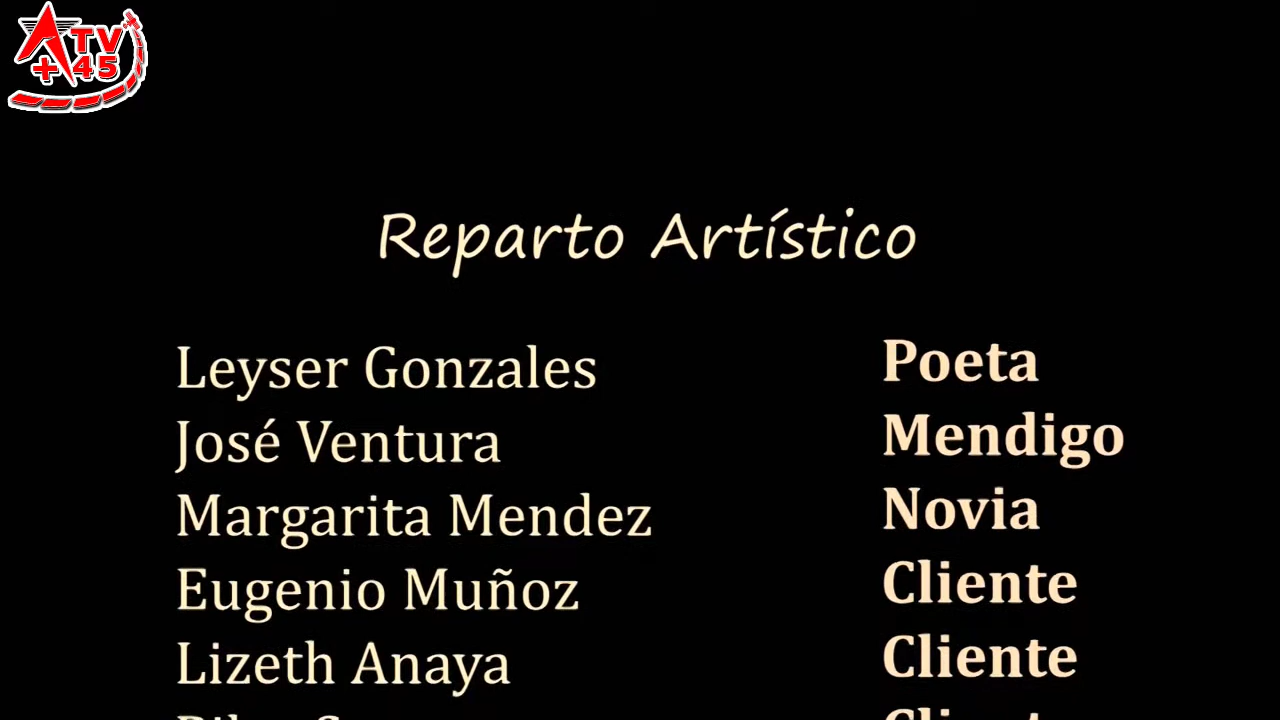 ATV
+45
Reparto Artístico
Leyser Gonzales Poeta
José Ventura Mendigo
Margarita Mendez Novia
Eugenio Muñoz Cliente
Lizeth Anaya Cliente